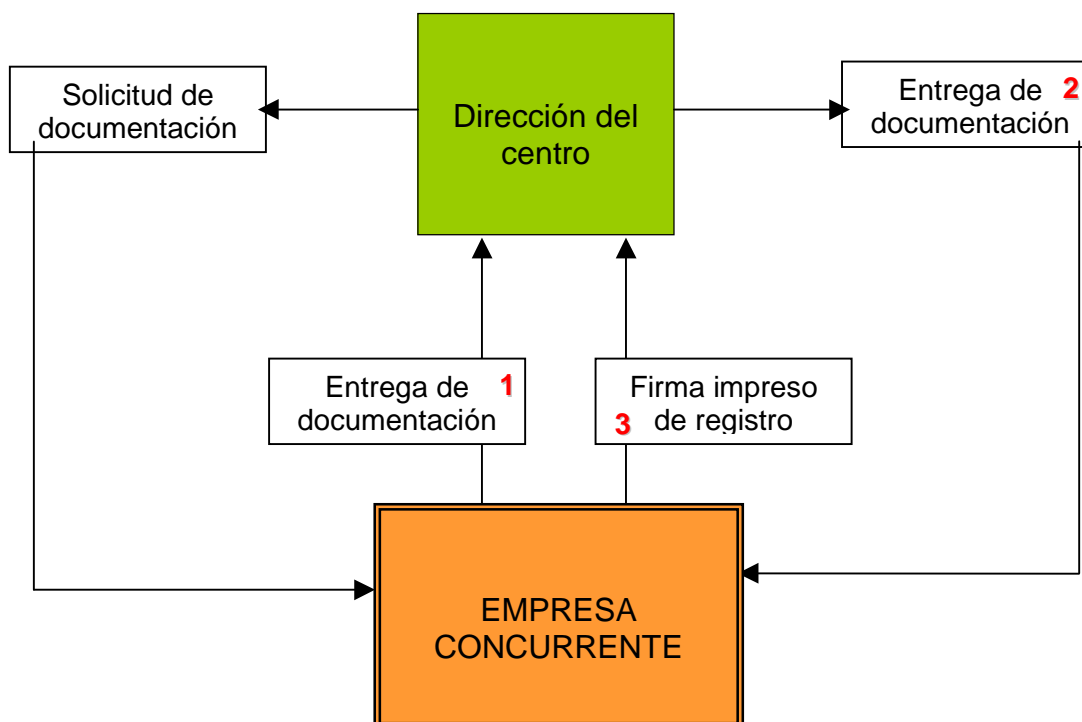 Solicitud de
documentación
Dirección del
centro
Entrega de 2
documentación
Entrega de 1
documentación
Firma impreso
3 de registro
EMPRESA
CONCURRENTE